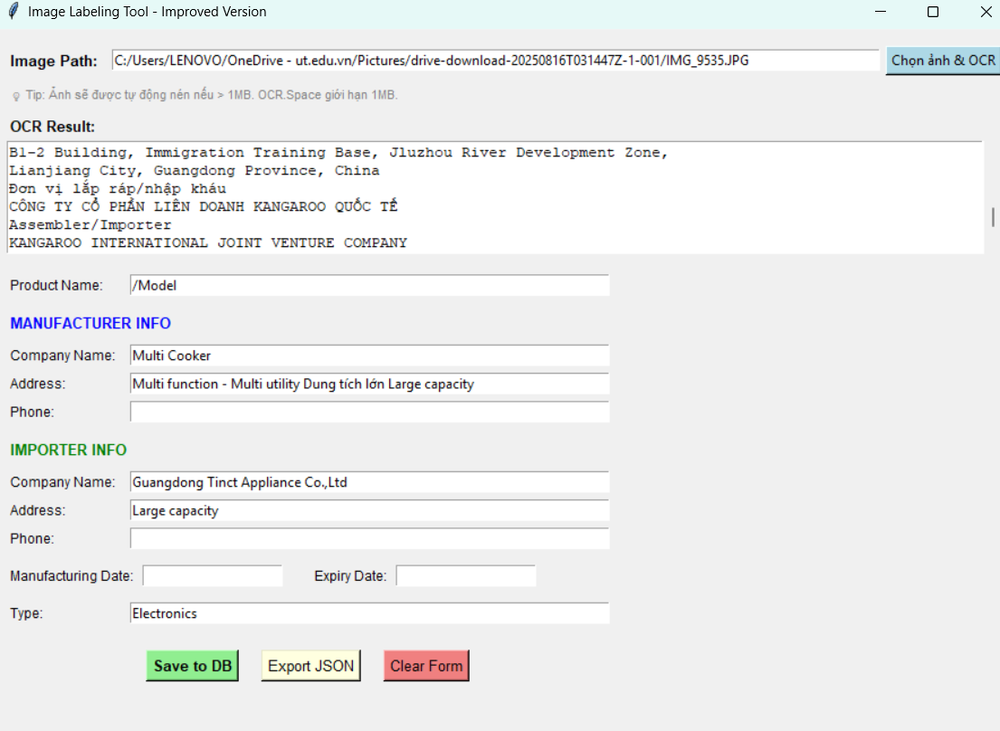 Image Labeling Tool - Improved Version
Image Path: C:/Users/LENOVO/OneDrive - ut.edu.vn/Pictures/drive-download-20250816T031447Z-1-001/IMG_9535.JPG Chọn ảnh & OCR
Tip: Ảnh sẽ được tự động nén nếu > 1MB. OCR.Space giới hạn 1MB.
OCR Result:
B1-2 Building, Immigration Training Base, Jluzhou River Development Zone,
Lianjiang City, Guangdong Province, China
Đơn vị lắp ráp/nhập kháu
CÔNG TY CỔ PHẦN LIÊN DOANH KANGAROO QUỐC TẾ
Assembler/Importer
KANGAROO INTERNATIONAL JOINT VENTURE COMPANY
Product Name: /Model
MANUFACTURER INFO
Company Name: Multi Cooker
Address: Multi function - Multi utility Dung tích lớn Large capacity
Phone:
IMPORTER INFO
Company Name: Guangdong Tinct Appliance Co.,Ltd
Address: Large capacity
Phone:
Manufacturing Date: Expiry Date:
Type: Electronics
Save to DB Export JSON Clear Form